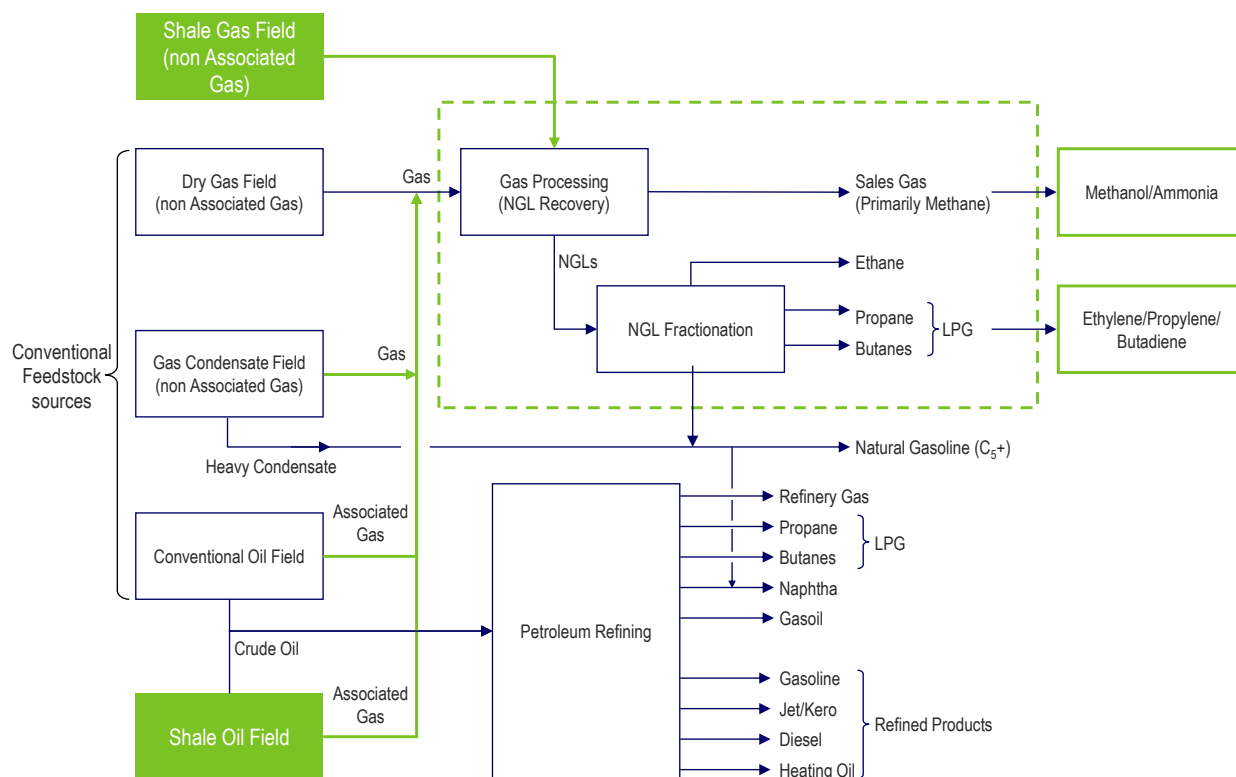 Shale Gas Field
(non Associated
Gas)
Dry Gas Field
(non Associated Gas)
Gas
Gas Processing
(NGL Recovery)
Sales Gas
(Primarily Methane)
Methanol/Ammonia
NGLs
Ethane
NGL Fractionation
Propane
Butanes
LPG
Ethylene/Propylene/
Butadiene
Conventional
Feedstock
sources
Gas Condensate Field
(non Associated Gas)
Gas
Heavy Condensate
Natural Gasoline (C₅+)
Conventional Oil Field
Associated
Gas
Crude Oil
Petroleum Refining
Refinery Gas
Propane
Butanes
LPG
Naphtha
Gasoil
Shale Oil Field
Associated
Gas
Gasoline
Jet/Kero
Diesel
Heating Oil
Refined Products